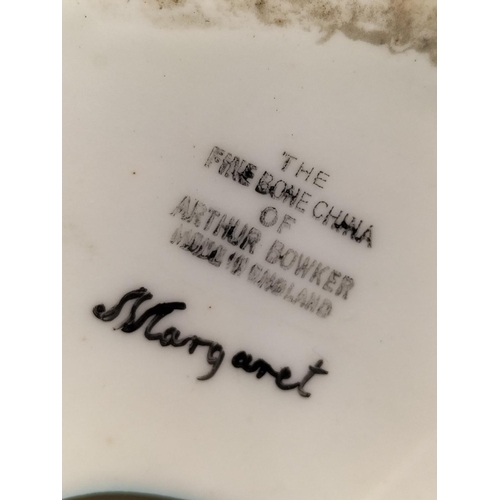 THE
FINE BONE CHINA
OF
ARTHUR BOWKER
MADE IN ENGLAND
Margaret